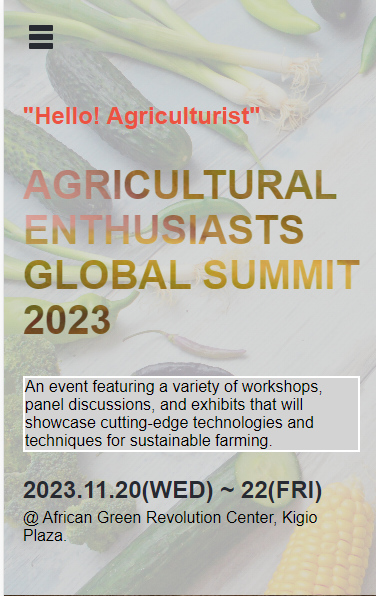 "Hello! Agriculturist"
AGRICULTURAL
ENTHUSIASTS
GLOBAL SUMMIT
2023
An event featuring a variety of workshops,
panel discussions, and exhibits that will
showcase cutting-edge technologies and
techniques for sustainable farming.
2023.11.20(WED) ~ 22(FRI)
@ African Green Revolution Center, Kigio
Plaza.